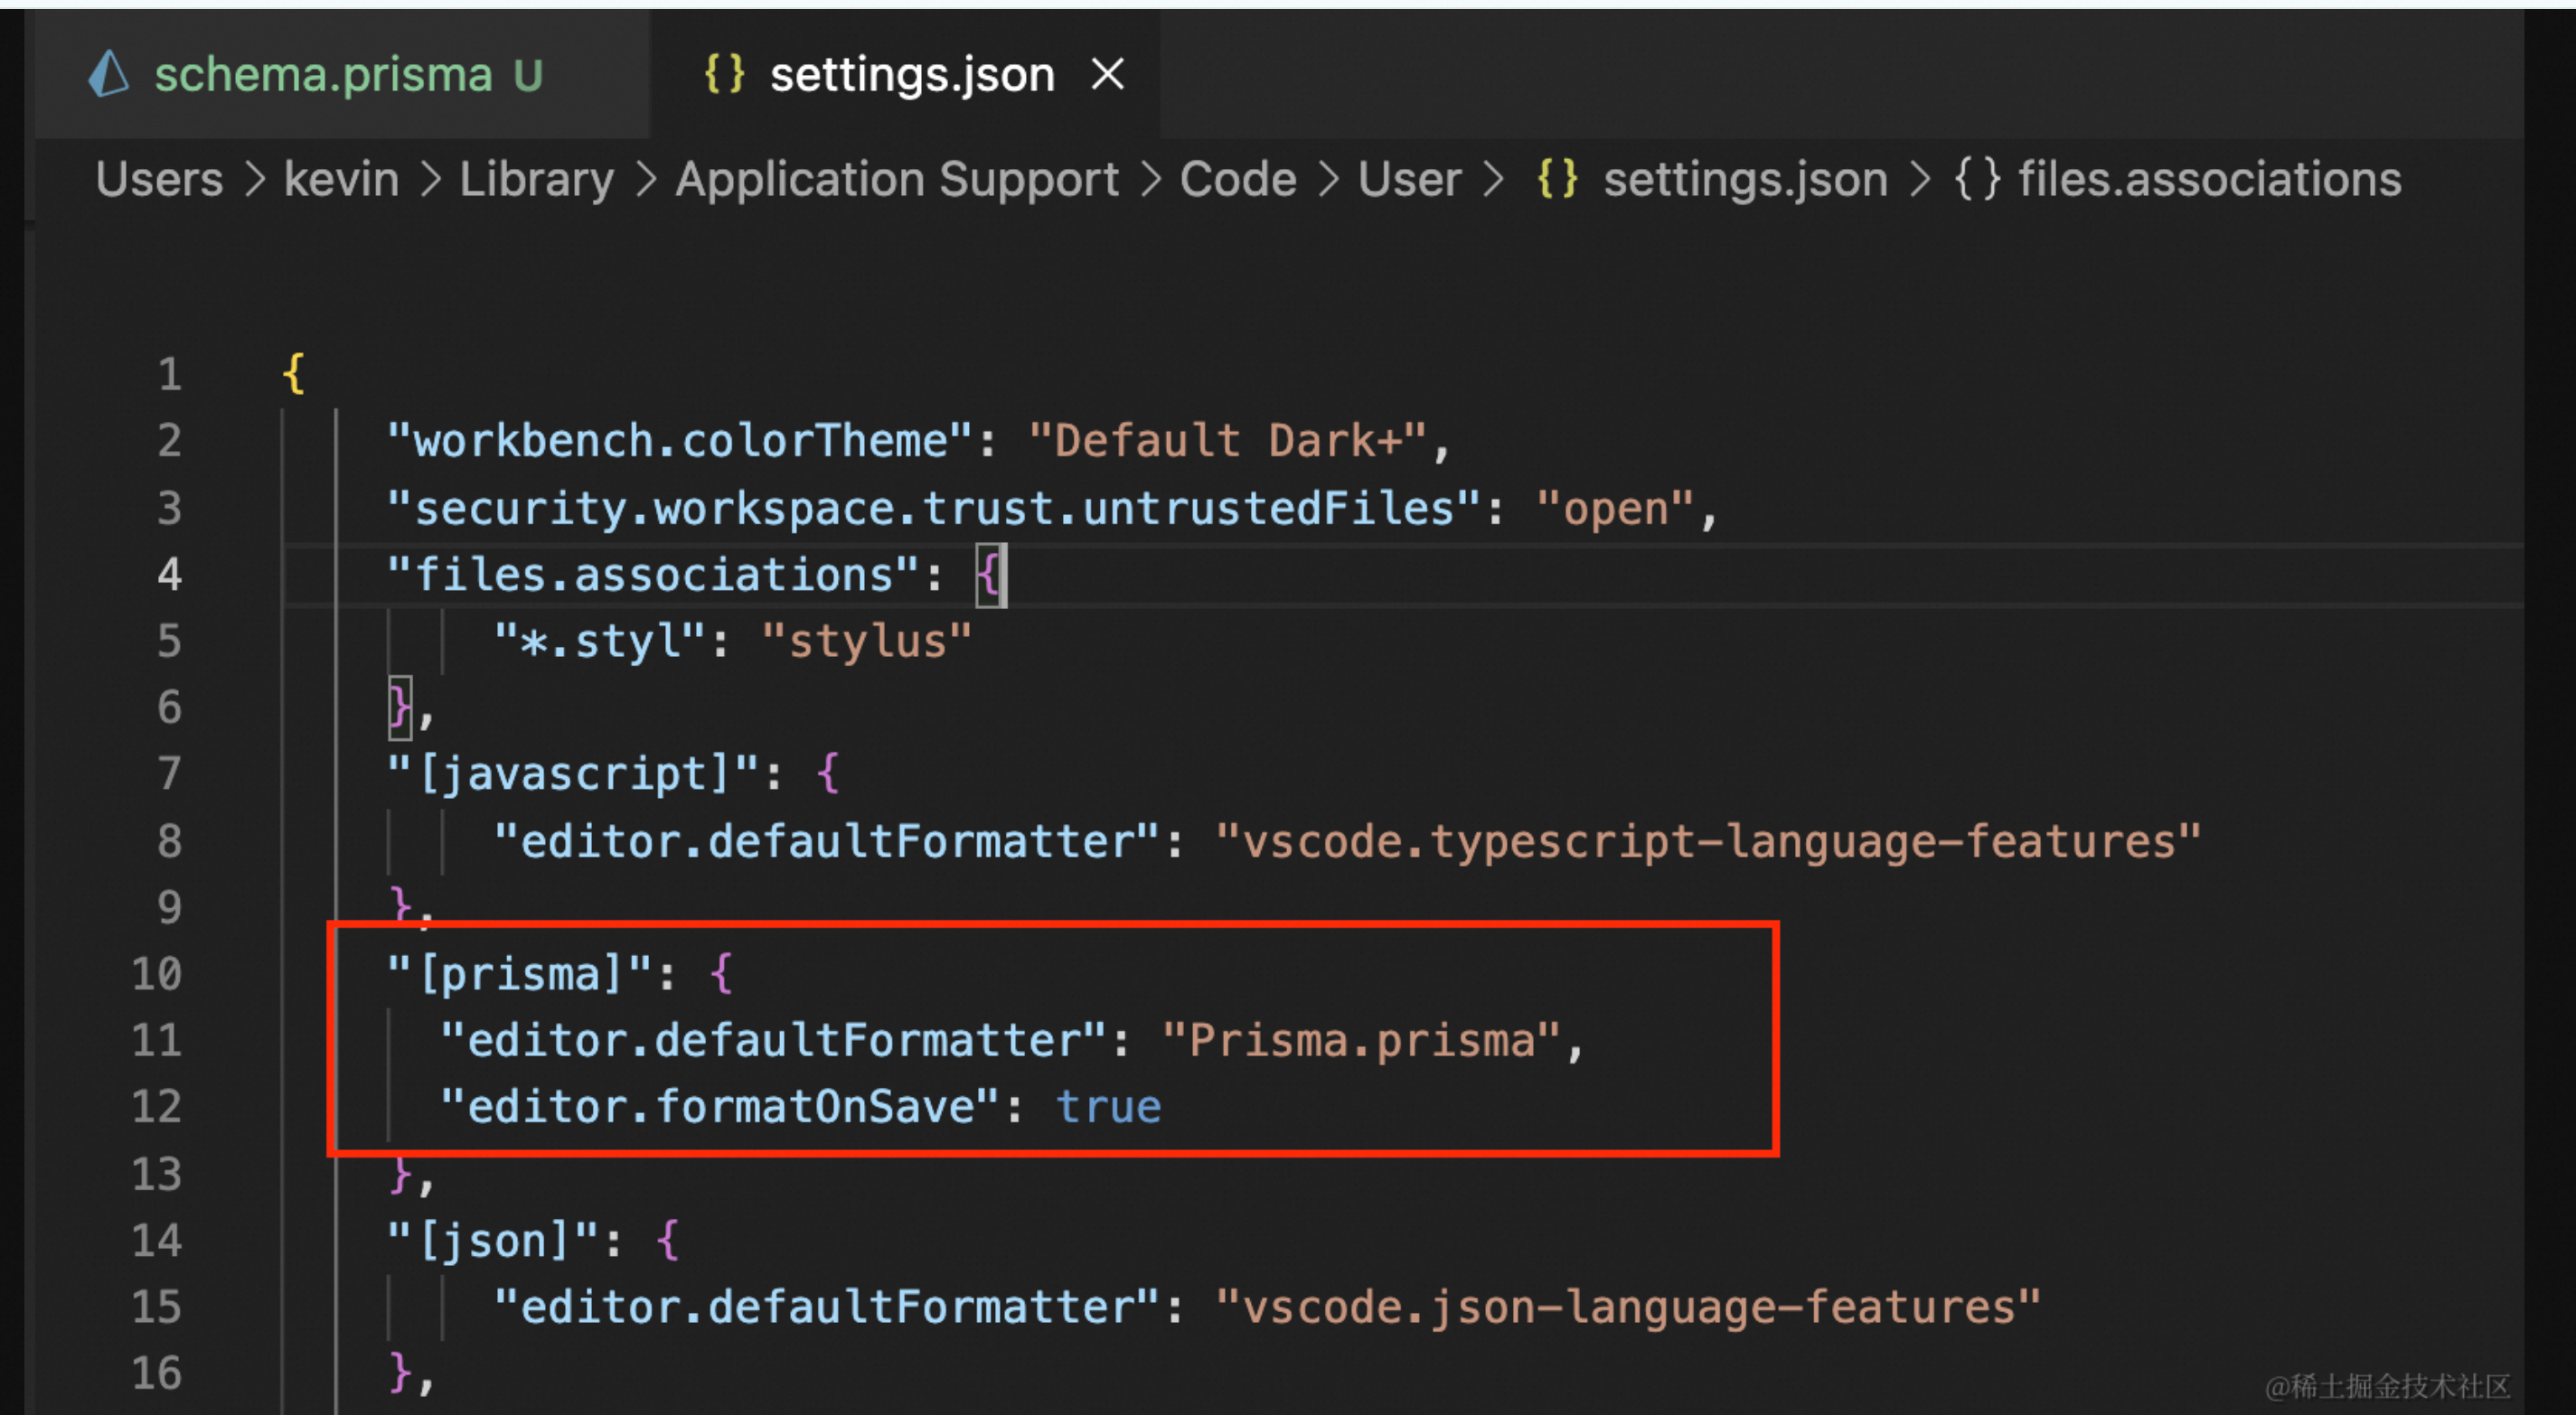 schema.prisma U
{} settings.json ×
Users > kevin > Library > Application Support > Code > User > {} settings.json > {} files.associations
1 {
2 "workbench.colorTheme": "Default Dark+",
3 "security.workspace.trust.untrustedFiles": "open",
4 "files.associations": {
5 "*.styl": "stylus"
6 },
7 "[javascript]": {
8 "editor.defaultFormatter": "vscode.typescript-language-features"
9 },
10 "[prisma]": {
11 "editor.defaultFormatter": "Prisma.prisma",
12 "editor.formatOnSave": true
13 },
14 "[json]": {
15 "editor.defaultFormatter": "vscode.json-language-features"
16 },
@稀土掘金技术社区